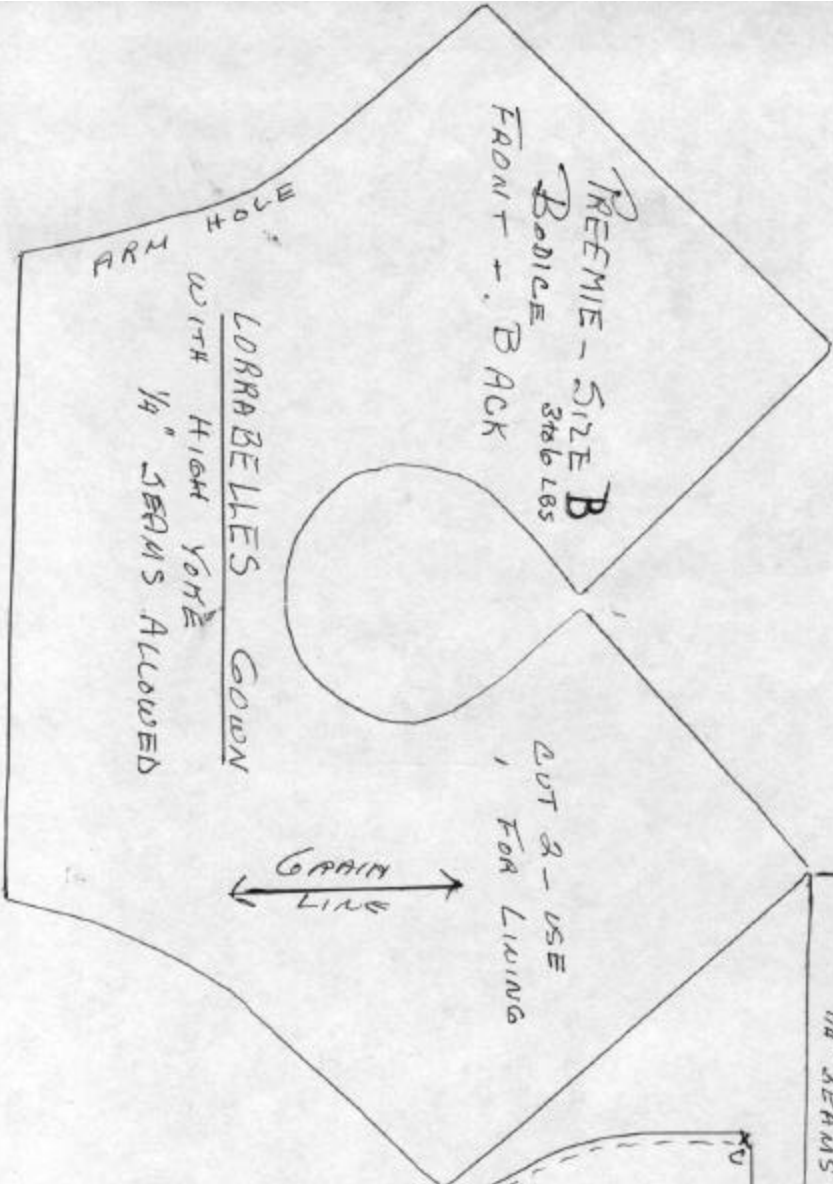 PREEMIE - SIZE B
3 to 6 LBS
BODICE
FRONT +. BACK
CUT 2 - USE
FOR LINING
ARM HOLE
LORRABELLES GOWN
WITH HIGH YOKE
1/4" SEAMS ALLOWED
GRAIN
LINE
SEAMS
C